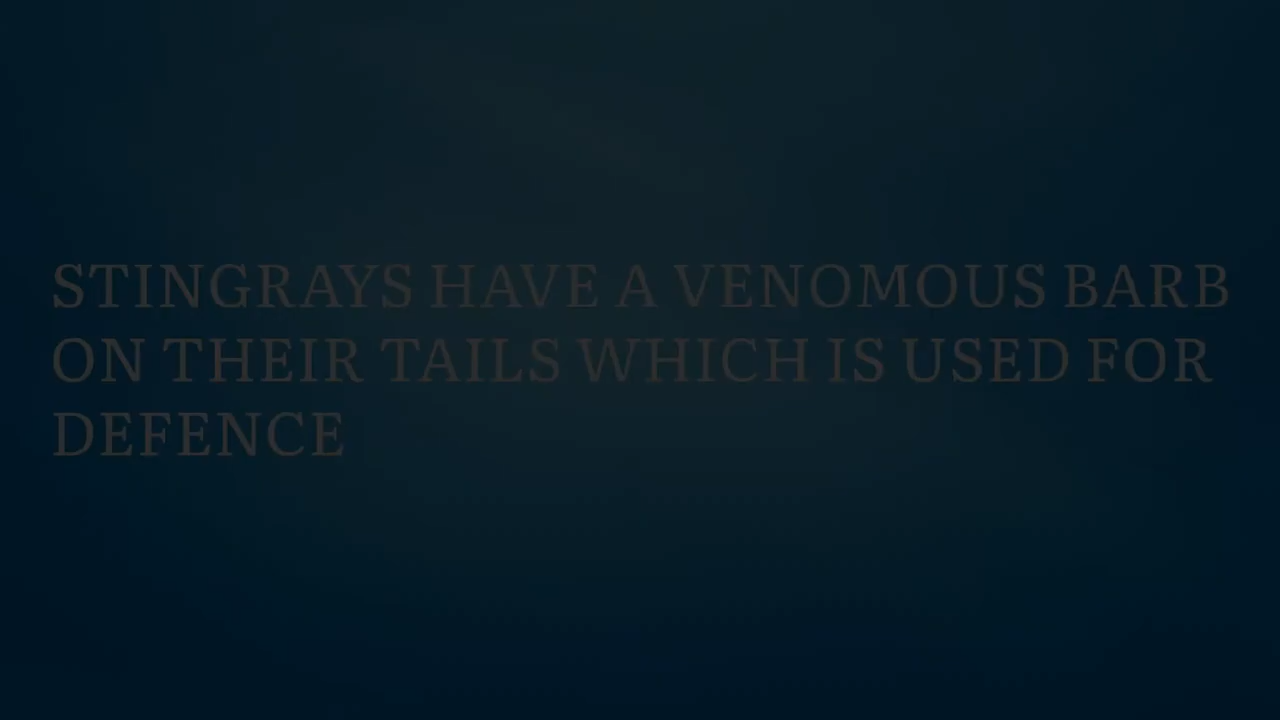 STINGRAYS HAVE A VENOMOUS BARB
ON THEIR TAILS WHICH IS USED FOR
DEFENCE